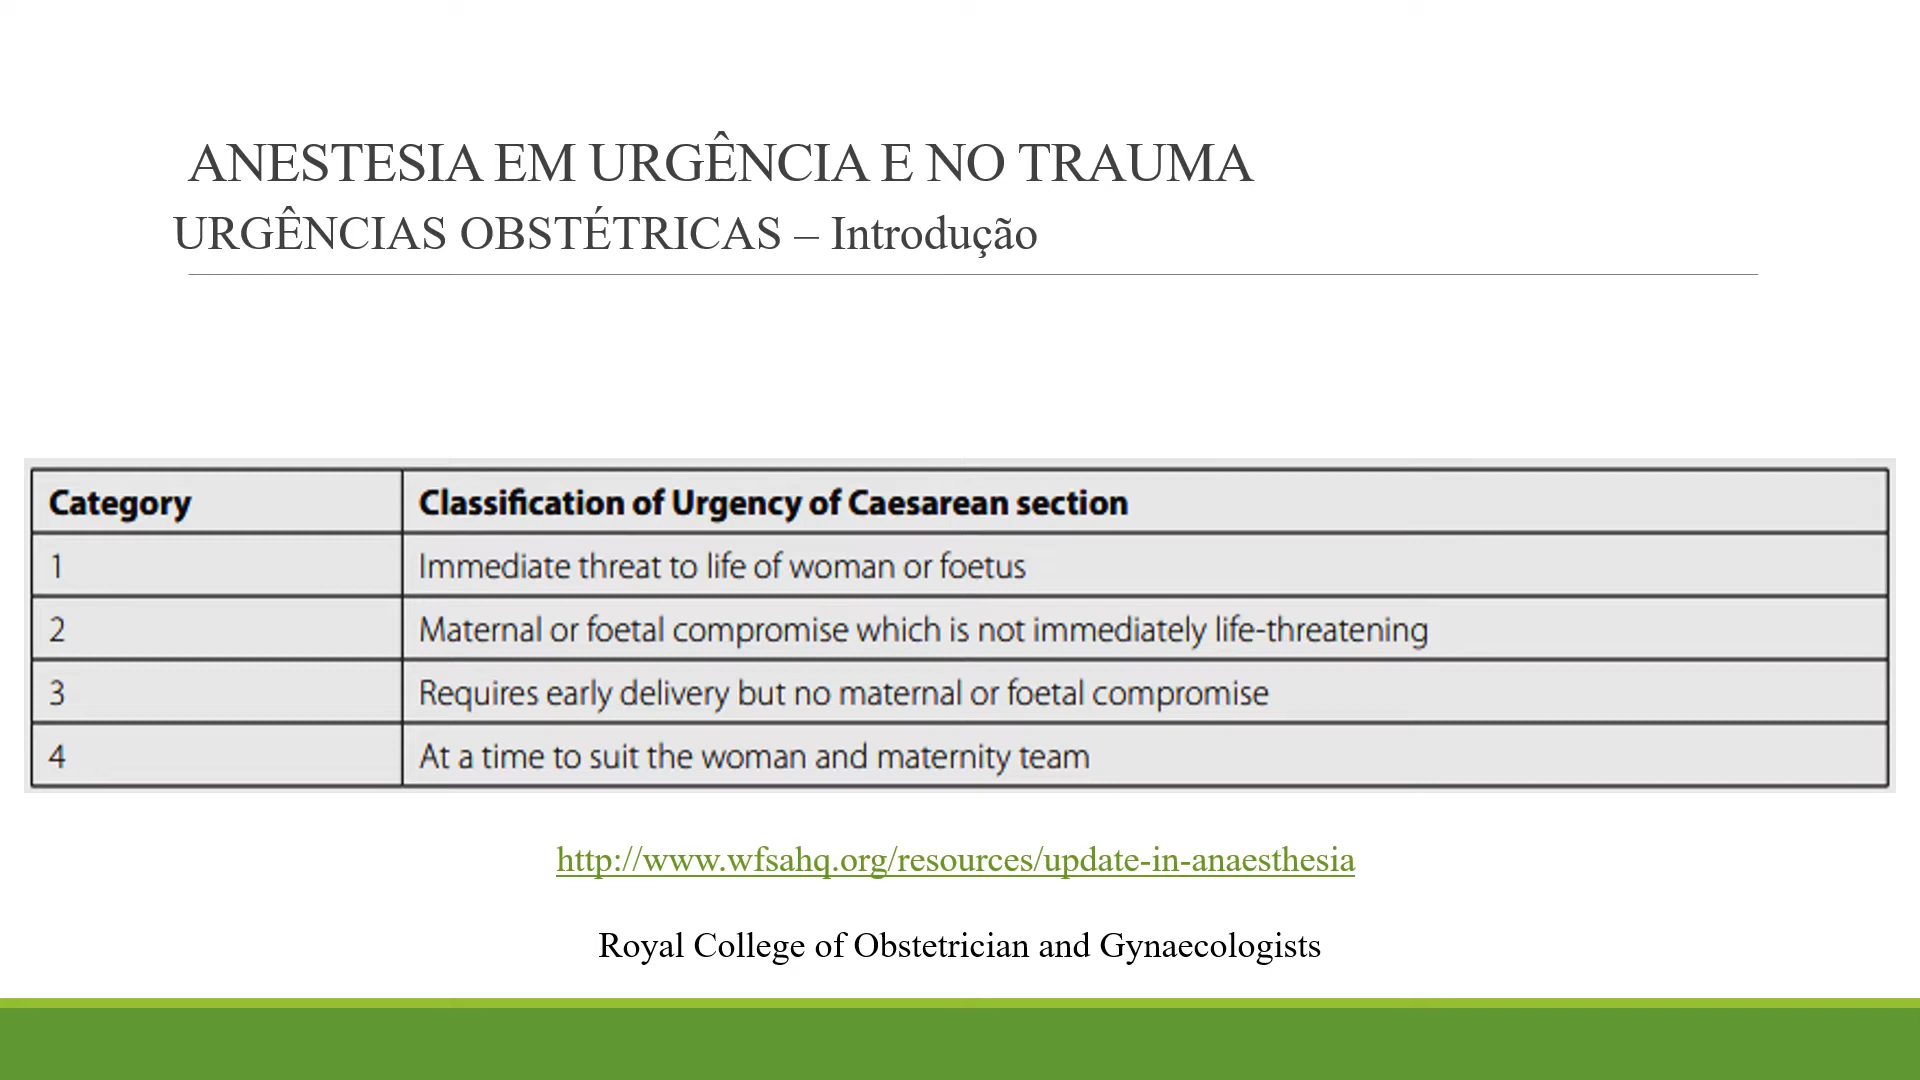 ANESTESIA EM URGÊNCIA E NO TRAUMA
URGÊNCIAS OBSTÉTRICAS – Introdução
Category Classification of Urgency of Caesarean section
1 Immediate threat to life of woman or foetus
2 Maternal or foetal compromise which is not immediately life-threatening
3 Requires early delivery but no maternal or foetal compromise
4 At a time to suit the woman and maternity team
http://www.wfsahq.org/resources/update-in-anaesthesia
Royal College of Obstetrician and Gynaecologists